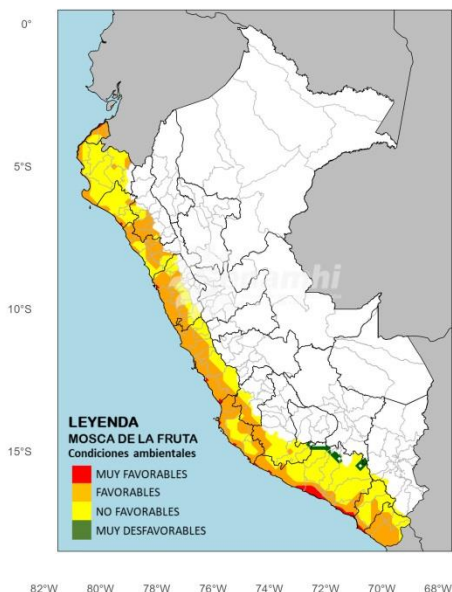 0°
5°S
10°S
15°S
LEYENDA
MOSCA DE LA FRUTA
Condiciones ambientales
MUY FAVORABLES
FAVORABLES
NO FAVORABLES
MUY DESFAVORABLES
82°W 80°W 78°W 76°W 74°W 72°W 70°W 68°W